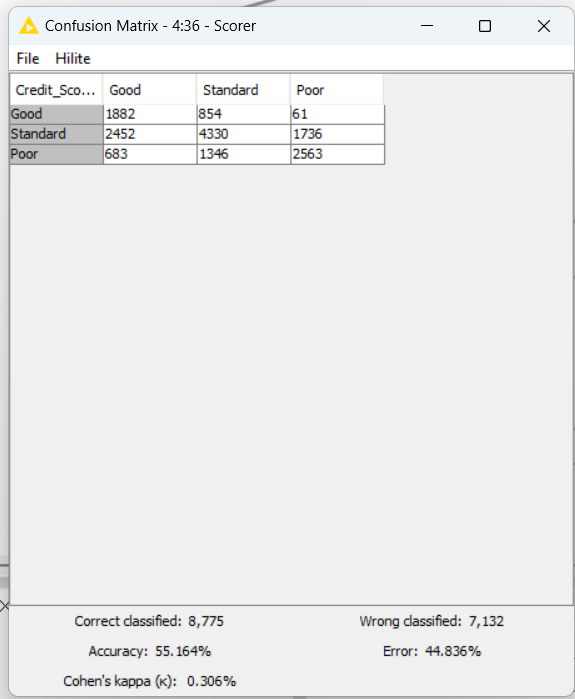 Confusion Matrix - 4:36 - Scorer
File Hilite
Credit_Sco... Good Standard Poor
Good 1882 854 61
Standard 2452 4330 1736
Poor 683 1346 2563
Correct classified: 8,775 Wrong classified: 7,132
Accuracy: 55.164% Error: 44.836%
Cohen's kappa (κ): 0.306%